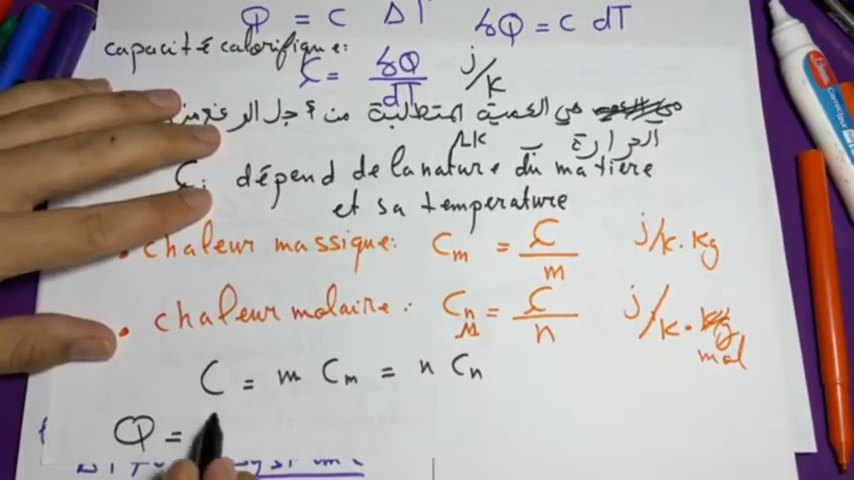 Q = C ΔT δQ = C dT
capacité calorifique:
C = δQ/dT j/K
هي الكمية المتطلبة من أجل الرفع من
الحرارة بـ 1K
C: dépend de la nature du matière
et sa température
• chaleur massique: Cm = C/m j/K.Kg
• chaleur molaire: Cn = C/n j/K.mol
C = m Cm = n Cn
Q =